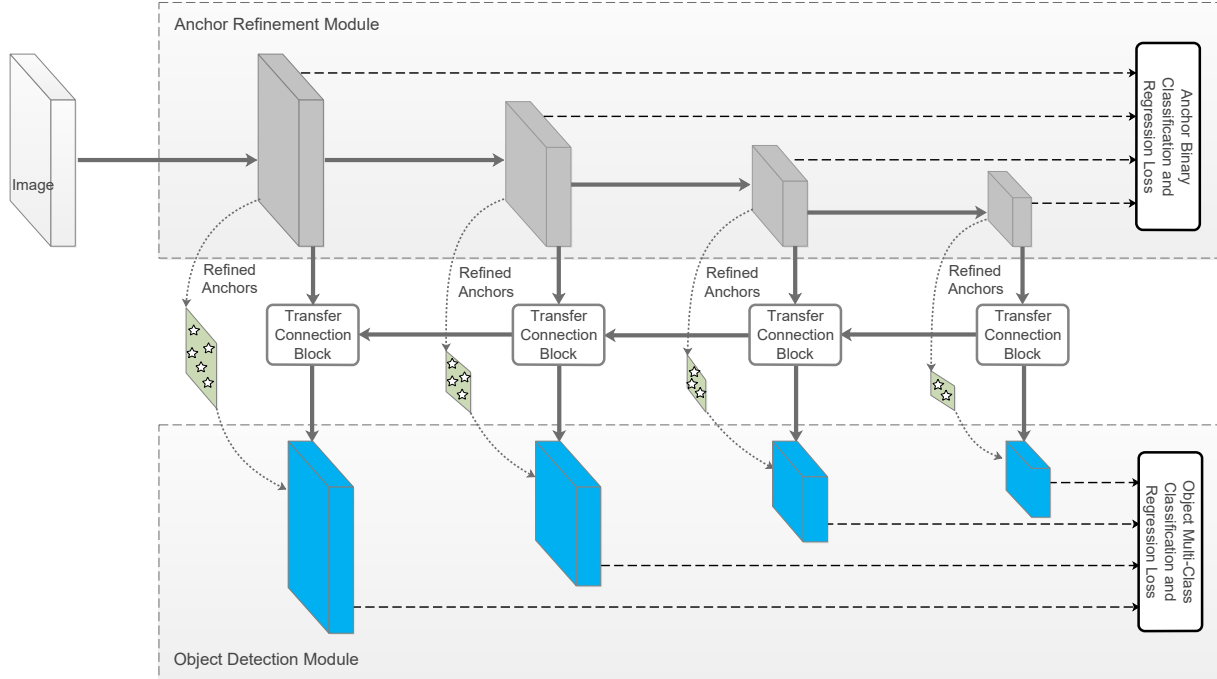 Anchor Refinement Module
Image
Anchor Binary
Classification and
Regression Loss
Refined
Anchors
Refined
Anchors
Refined
Anchors
Refined
Anchors
Transfer
Connection
Block
Transfer
Connection
Block
Transfer
Connection
Block
Transfer
Connection
Block
Object Multi-Class
Classification and
Regression Loss
Object Detection Module